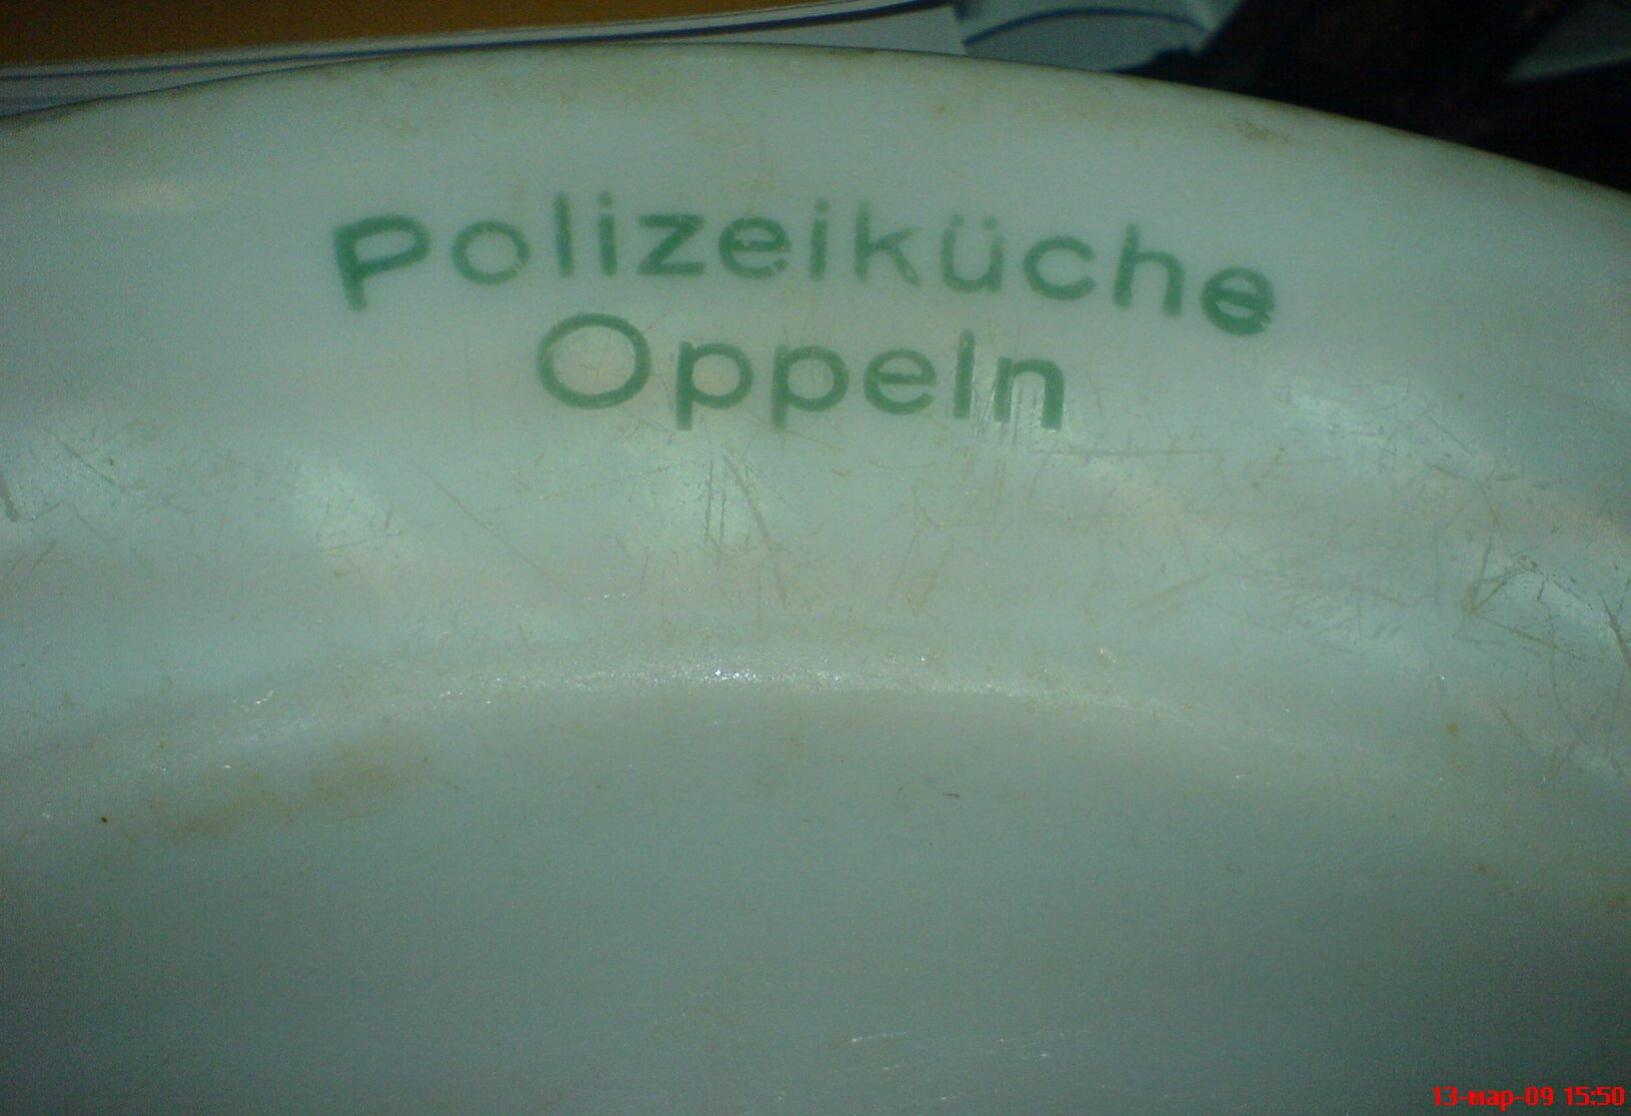 Polizeiküche
Oppeln
13-мар-09 15:50